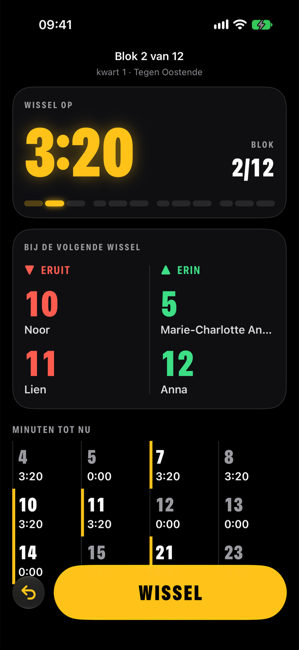 09:41
Blok 2 van 12
kwart 1 · Tegen Oostende
WISSEL OP
3:20
BLOK
2/12
BIJ DE VOLGENDE WISSEL
▼ ERUIT
▲ ERIN
10
Noor
5
Marie-Charlotte An...
11
Lien
12
Anna
MINUTEN TOT NU
4 5 7 8
3:20 0:00 3:20 3:20
10 11 12 13
3:20 3:20 0:00 0:00
14 15 21 23
0:00
WISSEL